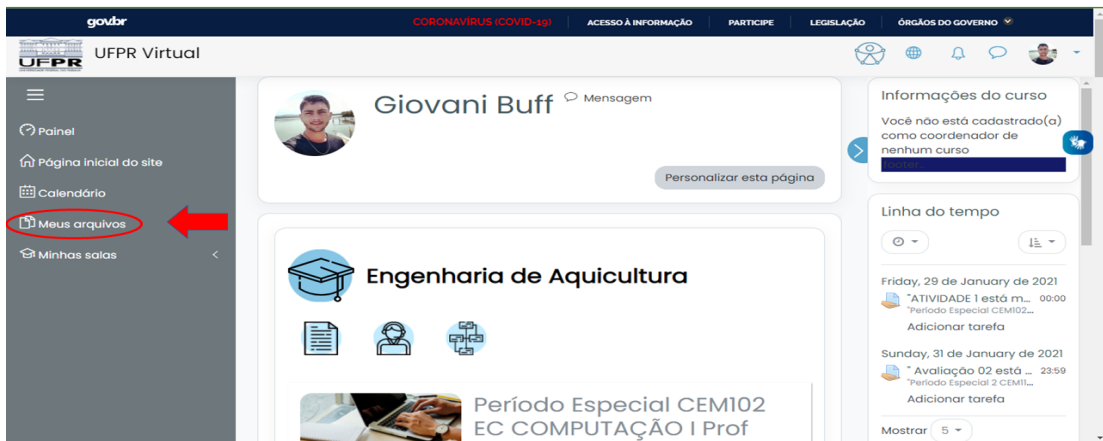 govbr
CORONAVÍRUS (COVID-19)
ACESSO À INFORMAÇÃO
PARTICIPE
LEGISLAÇÃO
ÓRGÃOS DO GOVERNO
UFPR
UFPR Virtual
Painel
Página inicial do site
Calendário
Meus arquivos
Minhas salas
Giovani Buff
Mensagem
Personalizar esta página
Engenharia de Aquicultura
Período Especial CEM102
EC COMPUTAÇÃO I Prof
Informações do curso
Você não está cadastrado(a)
como coordenador de
nenhum curso
footer...
Linha do tempo
Friday, 29 de January de 2021
"ATIVIDADE 1 está m... 00:00
"Período Especial CEM102...
Adicionar tarefa
Sunday, 31 de January de 2021
" Avaliação 02 está ... 23:59
"Período Especial 2 CEM11...
Adicionar tarefa
Mostrar 5